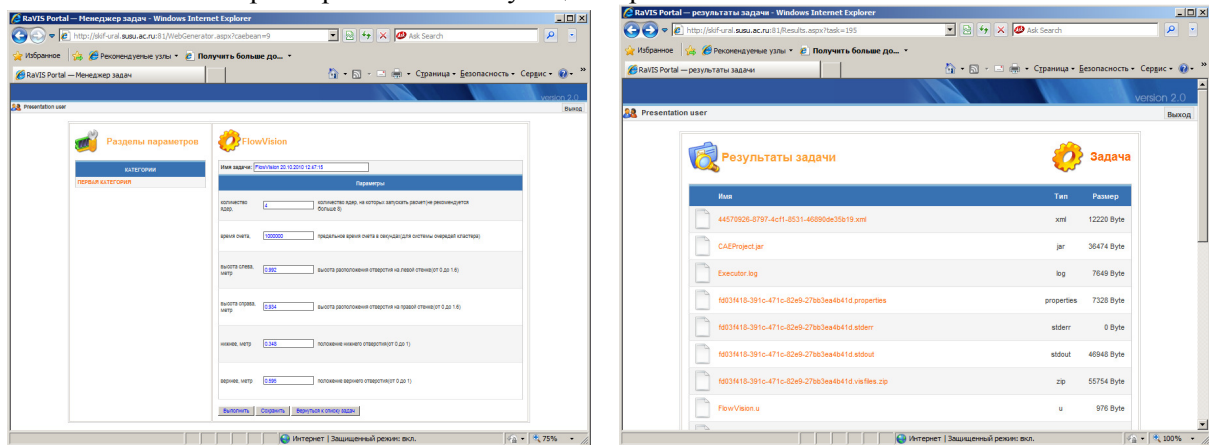 RaVIS Portal — Менеджер задач - Windows Internet Explorer
http://skif-ural.susu.ac.ru:81/WebGenerator.aspx?caebean=9
Ask Search
Избранное
Рекомендуемые узлы
Получить больше до...
RaVIS Portal — Менеджер задач
Страница
Безопасность
Сервис
version 2.0
Presentation user
Выход
Разделы параметров
КАТЕГОРИИ
ПЕРВАЯ КАТЕГОРИЯ
FlowVision
Имя задачи: FlowVision 20.10.2010 12:47:15
Параметры
количество ядер, 4 количество ядер, на которых запускать расчет(не рекомендуется больше 8)
время счета, 1000000 предельное время счета в секундах(для системы очередей кластера)
высота слева, метр 0.992 высота расположения отверстия на левой стенке(от 0 до 1.6)
высота справа, метр 0.934 высота расположения отверстия на правой стенке(от 0 до 1.6)
нижнее, метр 0.348 положение нижнего отверстия(от 0 до 1)
верхнее, метр 0.695 положение верхнего отверстия(от 0 до 1)
Выполнить Сохранить Вернуться к списку задач
Интернет | Защищенный режим: вкл.
75%
RaVIS Portal — результаты задачи - Windows Internet Explorer
http://skif-ural.susu.ac.ru:81/Results.aspx?task=195
Ask Search
Избранное
Рекомендуемые узлы
Получить больше до...
RaVIS Portal — результаты задачи
Страница
Безопасность
Сервис
version 2.0
Presentation user
Выход
Результаты задачи
Задача
Имя Тип Размер
44570926-8797-4cf1-8531-46890de35b19.xml xml 12220 Byte
CAEProject.jar jar 36474 Byte
Executor.log log 7649 Byte
fd03f418-391c-471c-82e9-27bb3ea4b41d.properties properties 7328 Byte
fd03f418-391c-471c-82e9-27bb3ea4b41d.stderr stderr 0 Byte
fd03f418-391c-471c-82e9-27bb3ea4b41d.stdout stdout 46948 Byte
fd03f418-391c-471c-82e9-27bb3ea4b41d.visfiles.zip zip 55754 Byte
FlowVision.u u 976 Byte
Интернет | Защищенный режим: вкл.
100%